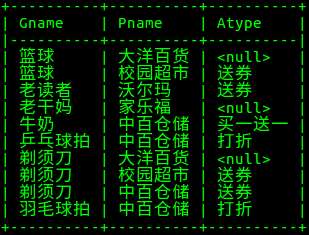 Gname Pname Atype
篮球 大洋百货 <null>
篮球 校园超市 送券
老读者 沃尔玛 送券
老干妈 家乐福 <null>
牛奶 中百仓储 买一送一
乒乓球拍 中百仓储 打折
剃须刀 大洋百货 <null>
剃须刀 校园超市 送券
剃须刀 中百仓储 送券
羽毛球拍 中百仓储 打折